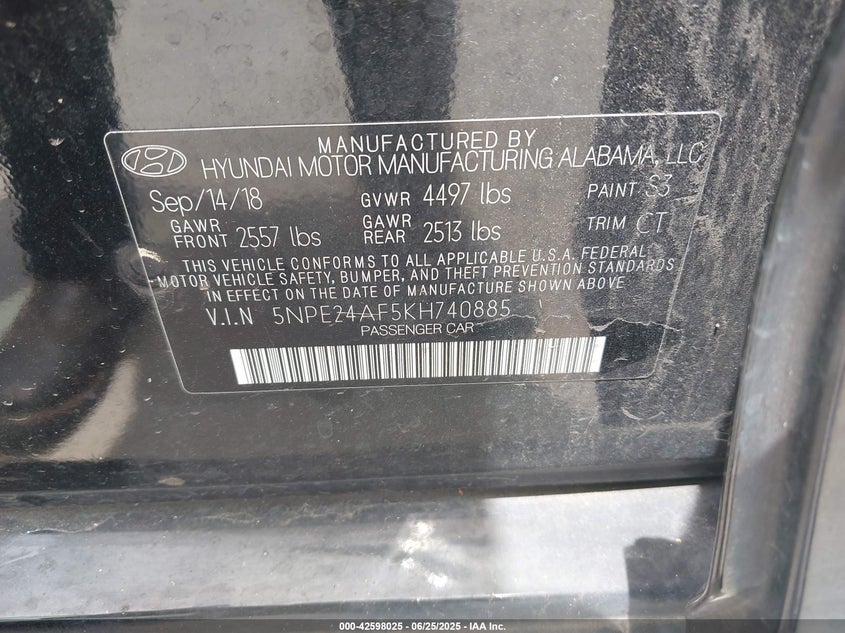 MANUFACTURED BY
HYUNDAI MOTOR MANUFACTURING ALABAMA, LLC
Sep/14/18 GVWR 4497 lbs PAINT S3
GAWR FRONT 2557 lbs GAWR REAR 2513 lbs TRIM CT
THIS VEHICLE CONFORMS TO ALL APPLICABLE U.S.A. FEDERAL
MOTOR VEHICLE SAFETY, BUMPER, AND THEFT PREVENTION STANDARDS
IN EFFECT ON THE DATE OF MANUFACTURE SHOWN ABOVE
V.I.N 5NPE24AF5KH740885
PASSENGER CAR
000-42598025 - 06/25/2025 - IAA Inc.